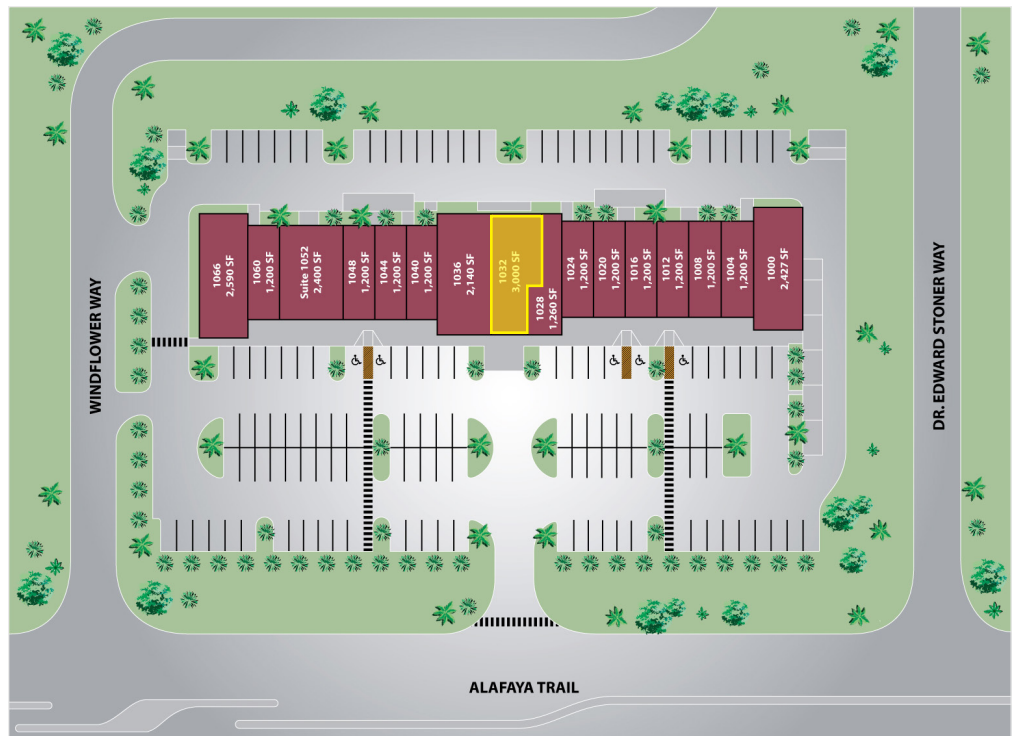 1066
2,590 SF
1060
1,200 SF
Suite 1052
2,400 SF
1048
1,200 SF
1044
1,200 SF
1040
1,200 SF
1036
2,140 SF
1032
3,000 SF
1028
1,260 SF
1024
1,200 SF
1020
1,200 SF
1016
1,200 SF
1012
1,200 SF
1008
1,200 SF
1004
1,200 SF
1000
2,427 SF
WINDFLOWER WAY
DR. EDWARD STONER WAY
ALAFAYA TRAIL